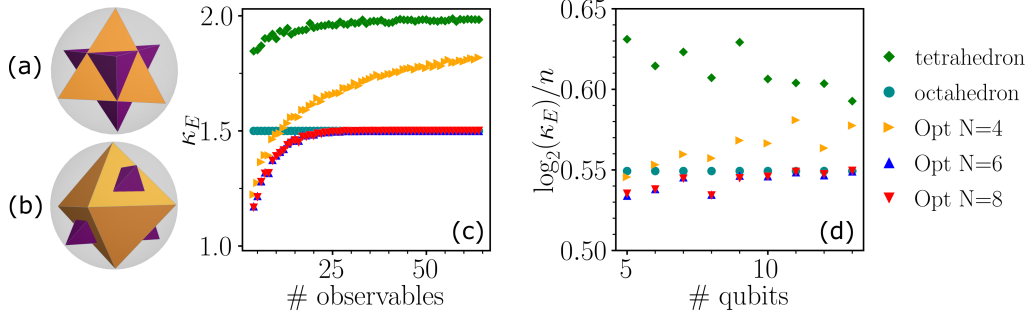 (a)
(b)
κ_E
2.0
1.5
1.0
25
50
# observables
(c)
log₂(κ_E)/n
0.65
0.60
0.55
0.50
5
10
# qubits
(d)
tetrahedron
octahedron
Opt N=4
Opt N=6
Opt N=8